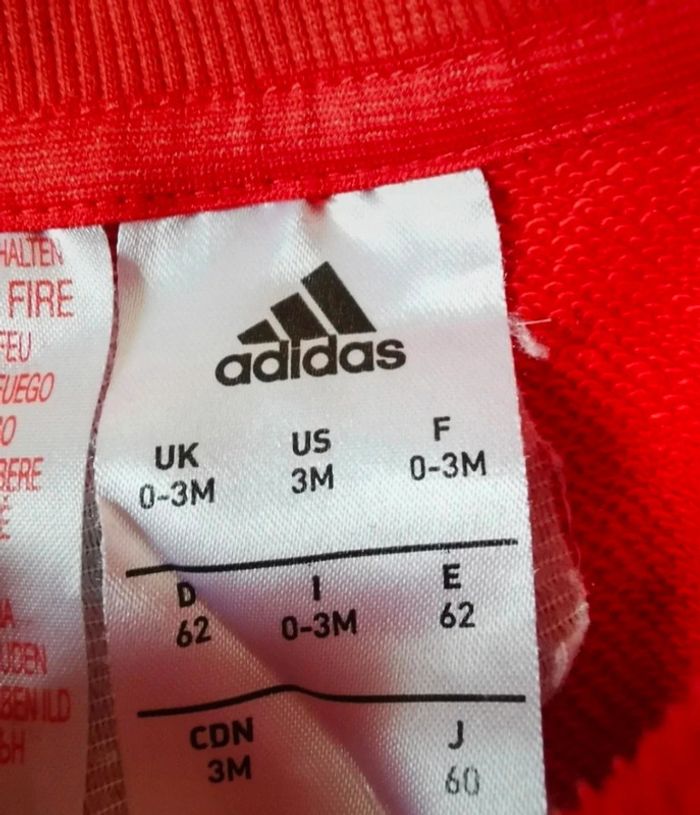 HALTEN
FIRE
FEU
FUEGO
adidas
UK US F
0-3M 3M 0-3M
D I E
62 0-3M 62
CDN J
3M 60